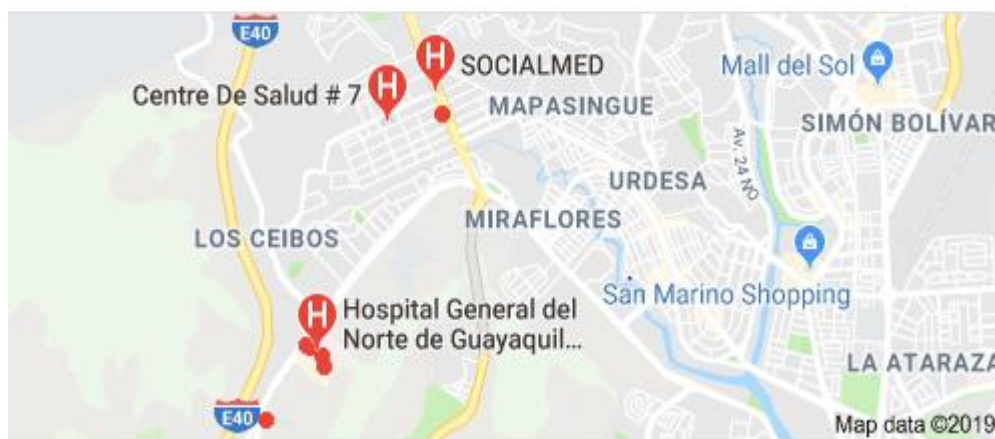 E40
SOCIALMED
Centre De Salud # 7
MAPASINGUE
Mall del Sol
SIMÓN BOLÍVAR
Av. 24 NO
URDESA
MIRAFLORES
LOS CEIBOS
San Marino Shopping
Hospital General del
Norte de Guayaquil...
LA ATARAZA
E40
Map data ©2019